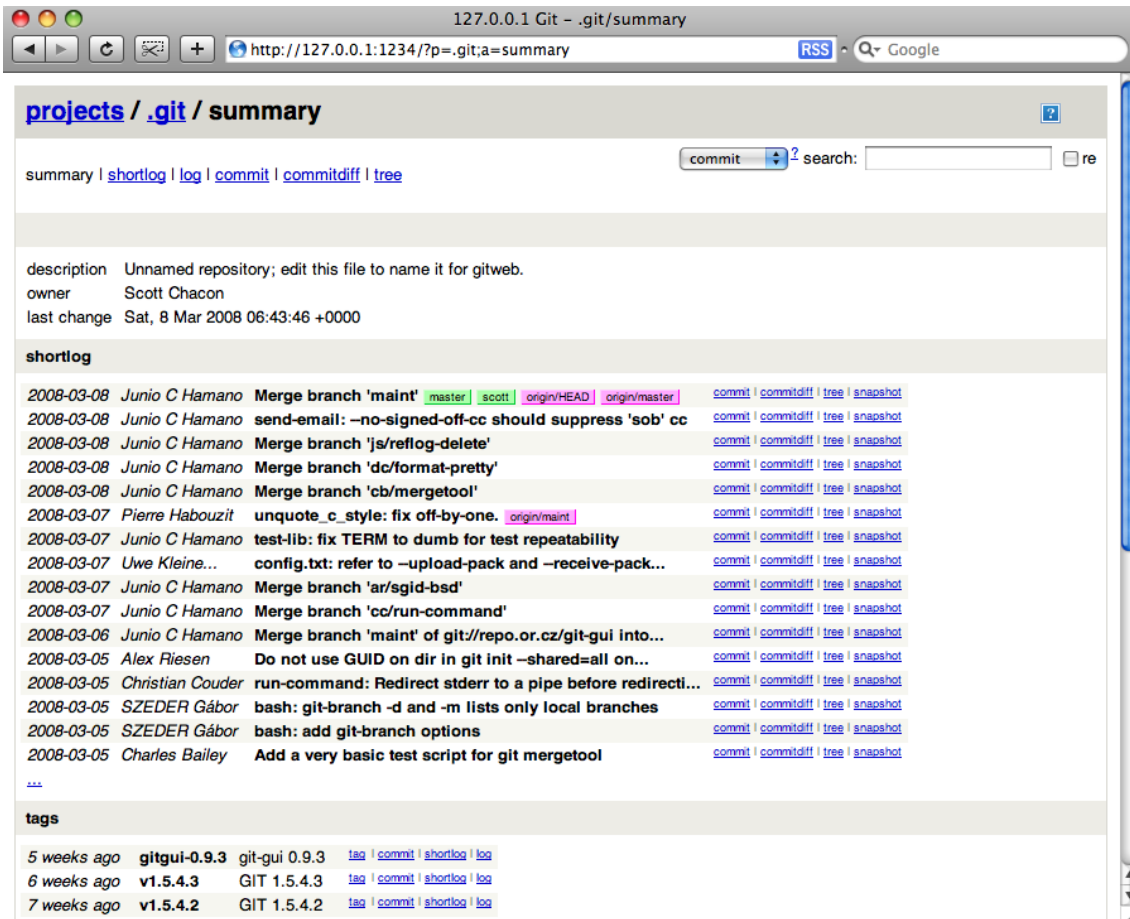 127.0.0.1 Git – .git/summary
http://127.0.0.1:1234/?p=.git;a=summary RSS Google
projects / .git / summary ?
commit ? search: re
summary | shortlog | log | commit | commitdiff | tree
description Unnamed repository; edit this file to name it for gitweb.
owner Scott Chacon
last change Sat, 8 Mar 2008 06:43:46 +0000
shortlog
2008-03-08 Junio C Hamano Merge branch 'maint' master scott origin/HEAD origin/master commit | commitdiff | tree | snapshot
2008-03-08 Junio C Hamano send-email: --no-signed-off-cc should suppress 'sob' cc commit | commitdiff | tree | snapshot
2008-03-08 Junio C Hamano Merge branch 'js/reflog-delete' commit | commitdiff | tree | snapshot
2008-03-08 Junio C Hamano Merge branch 'dc/format-pretty' commit | commitdiff | tree | snapshot
2008-03-08 Junio C Hamano Merge branch 'cb/mergetool' commit | commitdiff | tree | snapshot
2008-03-07 Pierre Habouzit unquote_c_style: fix off-by-one. origin/maint commit | commitdiff | tree | snapshot
2008-03-07 Junio C Hamano test-lib: fix TERM to dumb for test repeatability commit | commitdiff | tree | snapshot
2008-03-07 Uwe Kleine... config.txt: refer to --upload-pack and --receive-pack... commit | commitdiff | tree | snapshot
2008-03-07 Junio C Hamano Merge branch 'ar/sgid-bsd' commit | commitdiff | tree | snapshot
2008-03-07 Junio C Hamano Merge branch 'cc/run-command' commit | commitdiff | tree | snapshot
2008-03-06 Junio C Hamano Merge branch 'maint' of git://repo.or.cz/git-gui into... commit | commitdiff | tree | snapshot
2008-03-05 Alex Riesen Do not use GUID on dir in git init --shared=all on... commit | commitdiff | tree | snapshot
2008-03-05 Christian Couder run-command: Redirect stderr to a pipe before redirecti... commit | commitdiff | tree | snapshot
2008-03-05 SZEDER Gábor bash: git-branch -d and -m lists only local branches commit | commitdiff | tree | snapshot
2008-03-05 SZEDER Gábor bash: add git-branch options commit | commitdiff | tree | snapshot
2008-03-05 Charles Bailey Add a very basic test script for git mergetool commit | commitdiff | tree | snapshot
...
tags
5 weeks ago gitgui-0.9.3 git-gui 0.9.3 tag | commit | shortlog | log
6 weeks ago v1.5.4.3 GIT 1.5.4.3 tag | commit | shortlog | log
7 weeks ago v1.5.4.2 GIT 1.5.4.2 tag | commit | shortlog | log